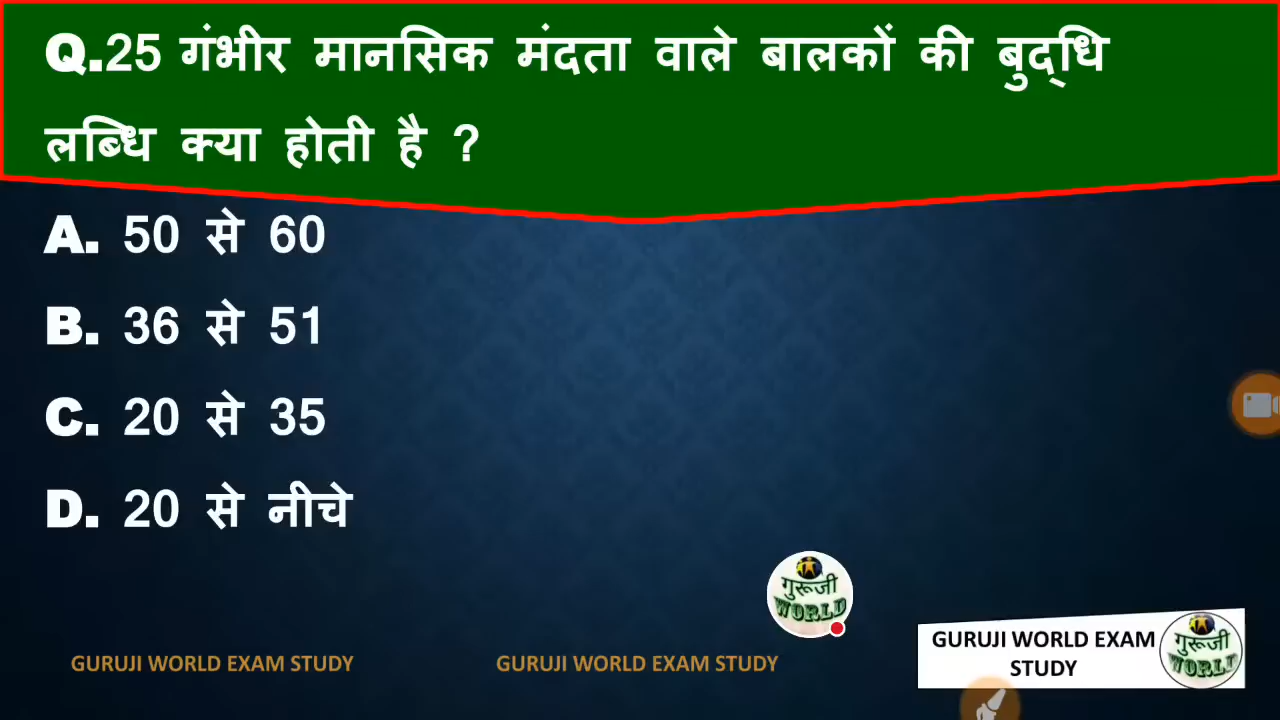 Q.25 गंभीर मानसिक मंदता वाले बालकों की बुद्धि
लब्धि क्या होती है ?
A. 50 से 60
B. 36 से 51
C. 20 से 35
D. 20 से नीचे
गुरूजी
WORLD
GURUJI WORLD EXAM STUDY
GURUJI WORLD EXAM STUDY
GURUJI WORLD EXAM
STUDY
गुरूजी
WORLD